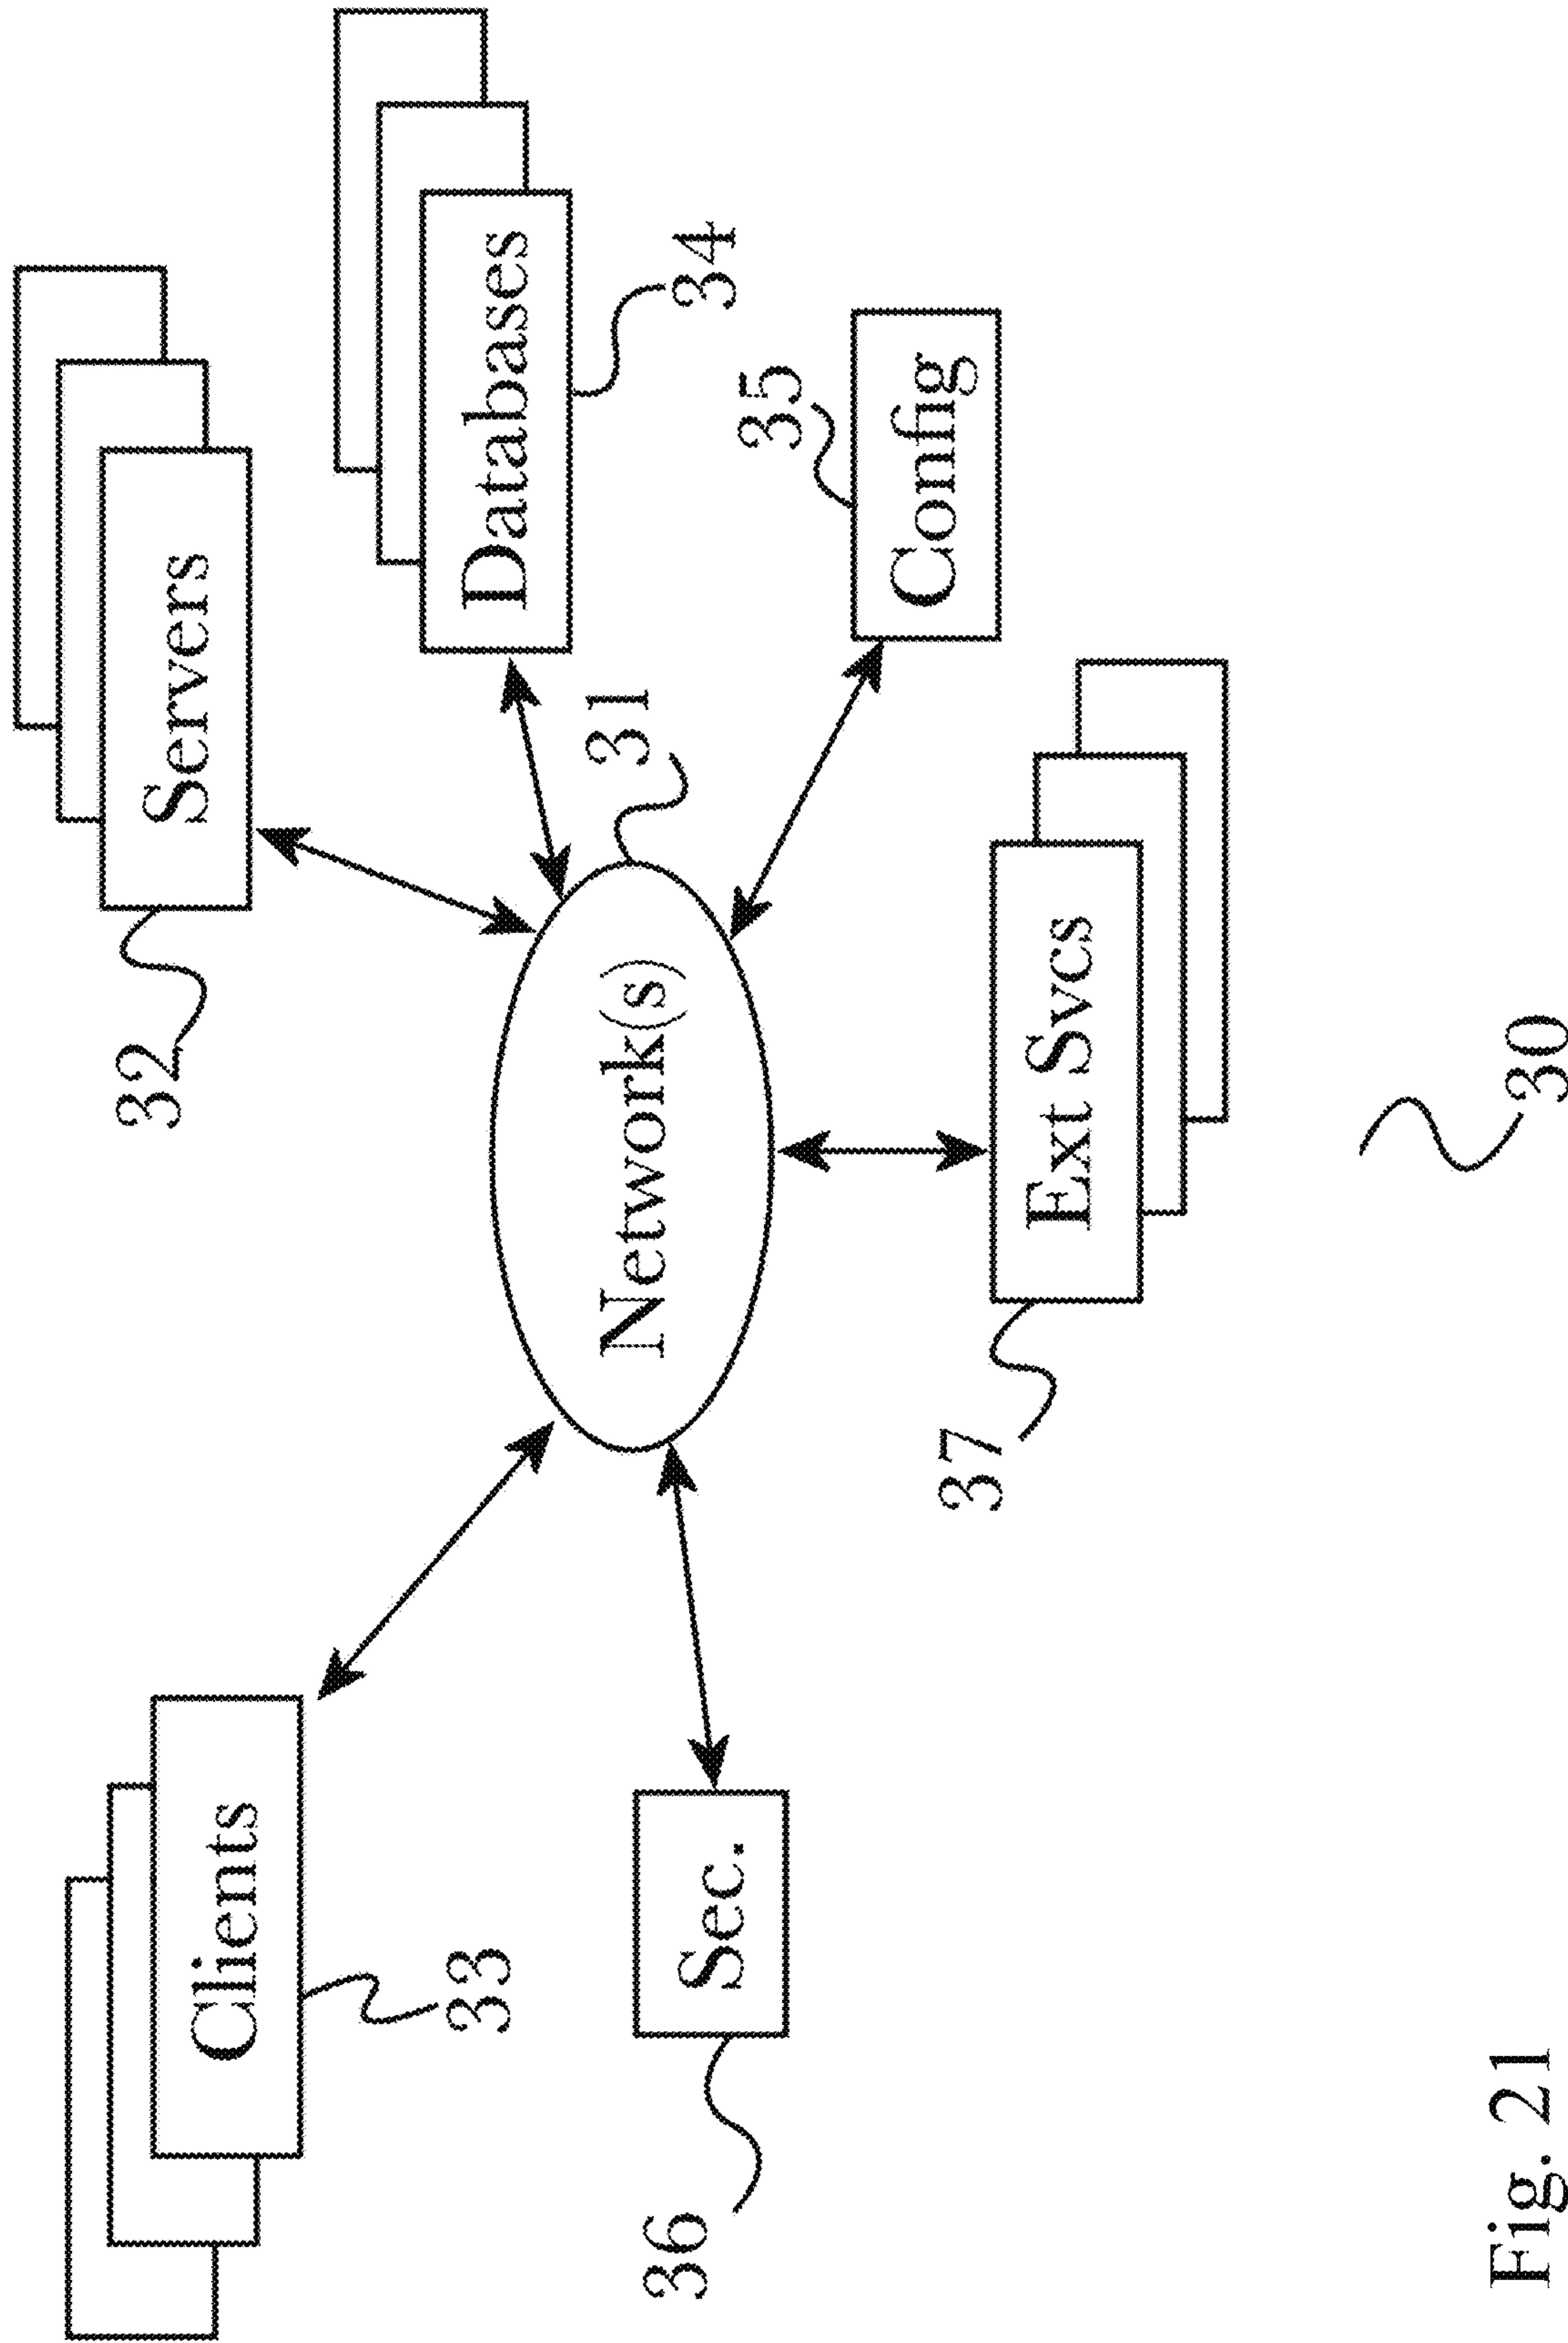 Servers
32
Clients
Databases
34
33
31
Network(s)
35
Sec.
36
Config
37
Ext Svcs
30
Fig. 21